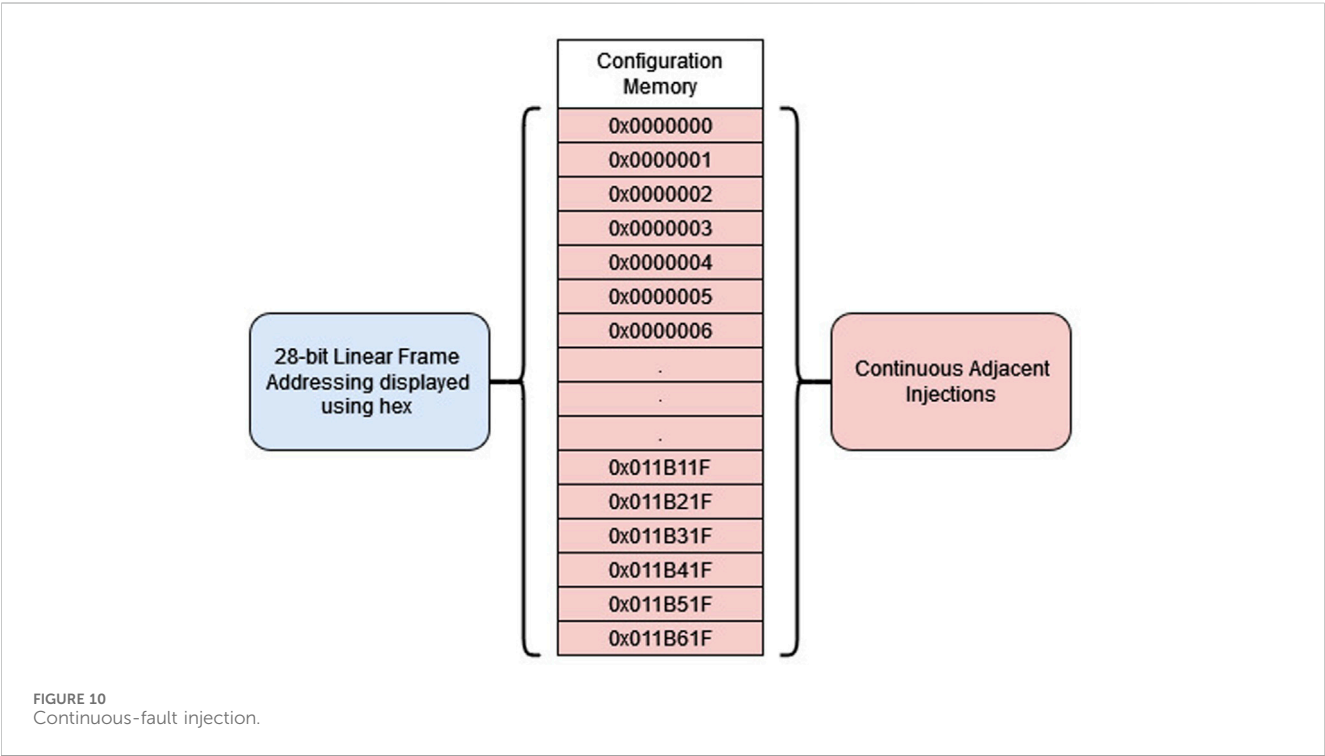 Configuration
Memory
0x0000000
0x0000001
0x0000002
0x0000003
0x0000004
0x0000005
0x0000006
.
.
.
0x011B11F
0x011B21F
0x011B31F
0x011B41F
0x011B51F
0x011B61F
28-bit Linear Frame
Addressing displayed
using hex
Continuous Adjacent
Injections
FIGURE 10
Continuous-fault injection.